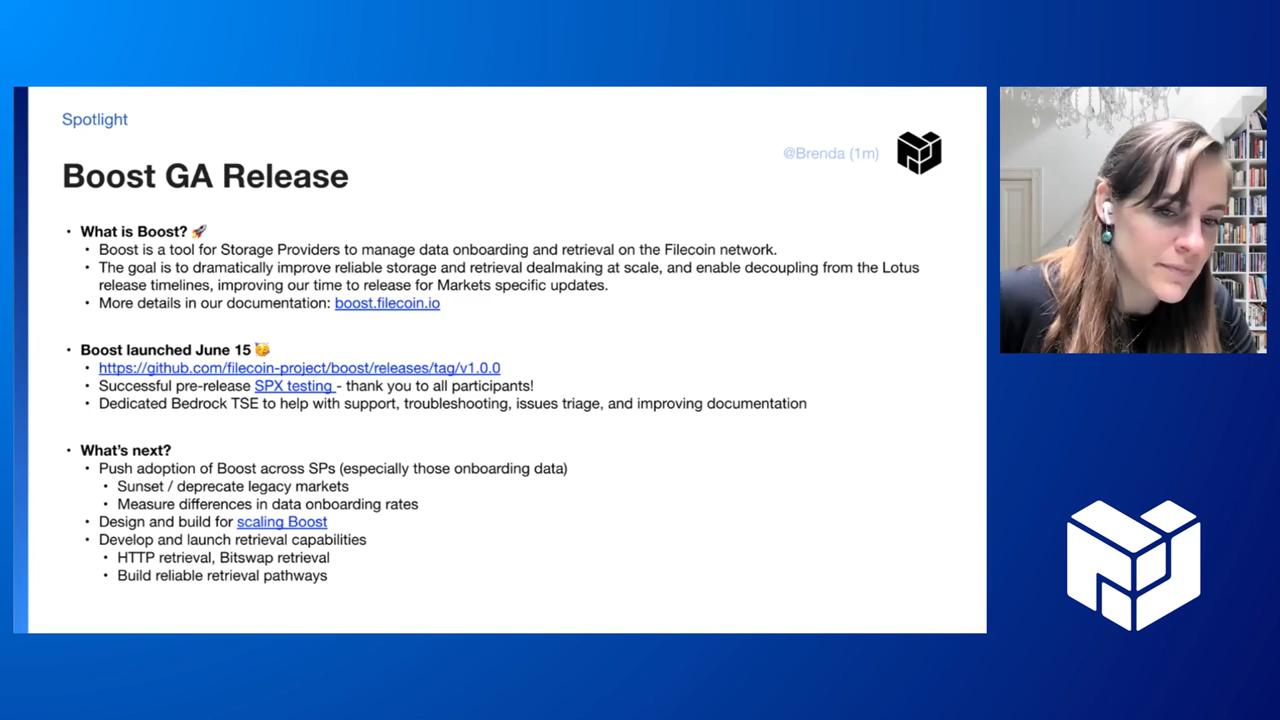 Spotlight
@Brenda (1m)
Boost GA Release
• What is Boost? 🚀
• Boost is a tool for Storage Providers to manage data onboarding and retrieval on the Filecoin network.
• The goal is to dramatically improve reliable storage and retrieval dealmaking at scale, and enable decoupling from the Lotus
release timelines, improving our time to release for Markets specific updates.
• More details in our documentation: boost.filecoin.io
• Boost launched June 15 🥳
• https://github.com/filecoin-project/boost/releases/tag/v1.0.0
• Successful pre-release SPX testing - thank you to all participants!
• Dedicated Bedrock TSE to help with support, troubleshooting, issues triage, and improving documentation
• What's next?
• Push adoption of Boost across SPs (especially those onboarding data)
• Sunset / deprecate legacy markets
• Measure differences in data onboarding rates
• Design and build for scaling Boost
• Develop and launch retrieval capabilities
• HTTP retrieval, Bitswap retrieval
• Build reliable retrieval pathways